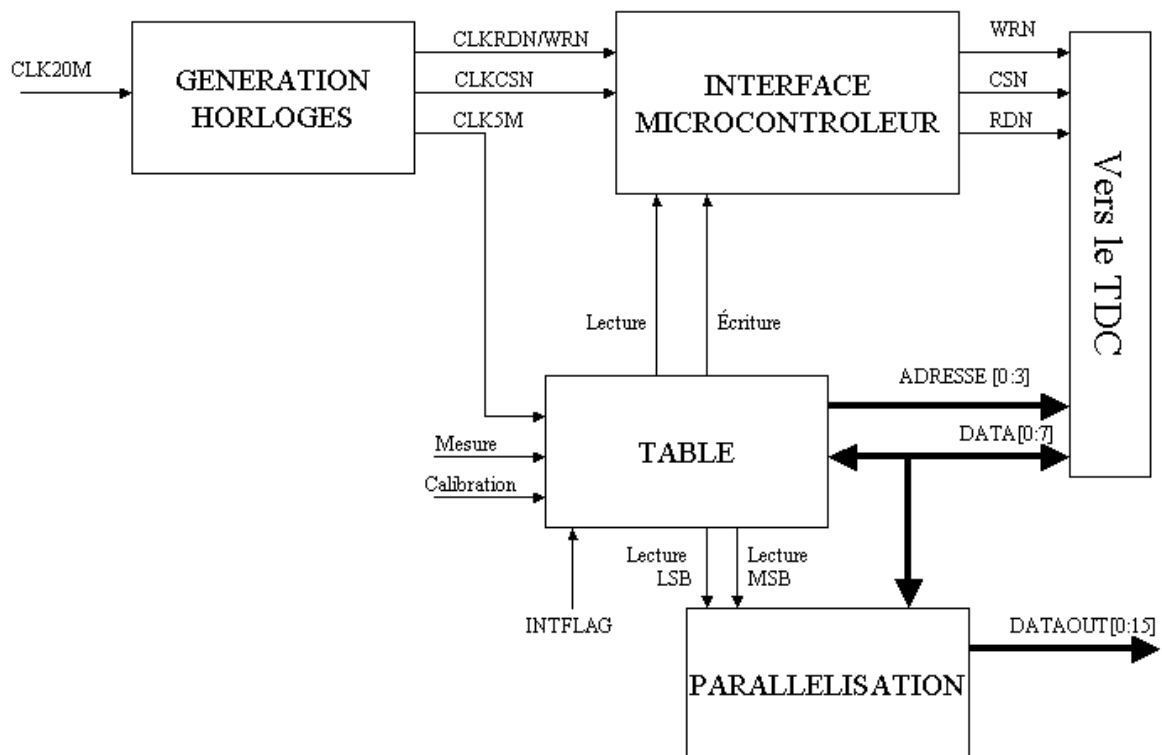 CLK20M
GENERATION
HORLOGES
CLKRDN/WRN
CLKCSN
CLK5M
INTERFACE
MICROCONTROLEUR
WRN
CSN
RDN
Vers le TDC
Lecture
Écriture
ADRESSE [0:3]
DATA[0:7]
Mesure
Calibration
TABLE
INTFLAG
Lecture
LSB
Lecture
MSB
PARALLELISATION
DATAOUT[0:15]